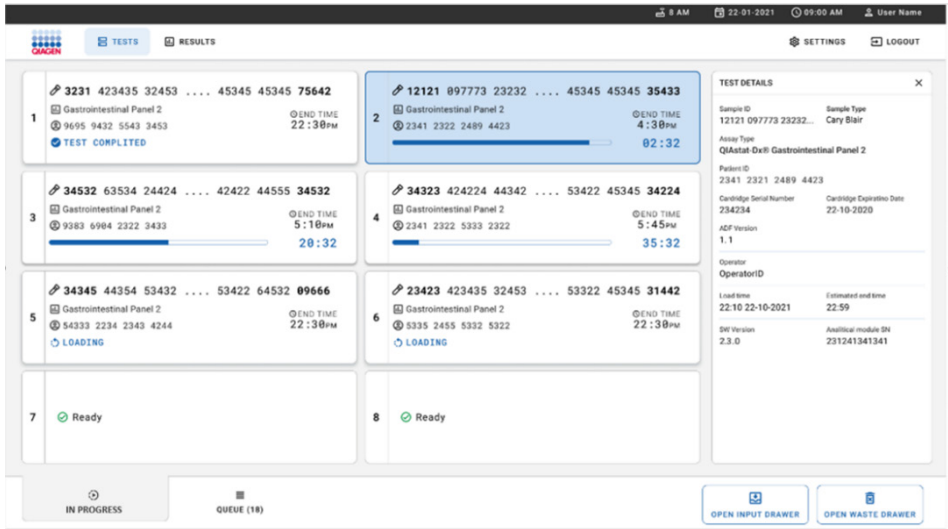 8 AM 22-01-2021 09:00 AM User Name
QIAGEN TESTS RESULTS SETTINGS LOGOUT
1
3231 423435 32453 .... 45345 45345 75642
Gastrointestinal Panel 2
9695 9432 5543 3453
TEST COMPLITED
END TIME
22:30PM
2
12121 097773 23232 .... 45345 45345 35433
Gastrointestinal Panel 2
2341 2322 2489 4423
END TIME
4:30PM
02:32
3
34532 63534 24424 .... 42422 44555 34532
Gastrointestinal Panel 2
9383 6904 2322 3433
END TIME
5:10PM
20:32
4
34323 424224 44342 .... 53422 45345 34224
Gastrointestinal Panel 2
2341 2322 5333 2322
END TIME
5:45PM
35:32
5
34345 44354 53432 .... 53422 64532 09666
Gastrointestinal Panel 2
54333 2234 2343 4244
LOADING
END TIME
22:30PM
6
23423 423435 32453 .... 53322 45345 31442
Gastrointestinal Panel 2
5335 2455 5332 5322
LOADING
END TIME
22:30PM
7
Ready
8
Ready
TEST DETAILS
Sample ID
12121 097773 23232...
Sample Type
Cary Blair
Assay Type
QIAstat-Dx® Gastrointestinal Panel 2
Patient ID
2341 2321 2489 4423
Cardridge Serial Number
234234
Cardridge Expiratino Date
22-10-2020
ADF Version
1.1
Operator
OperatorID
Load time
22:10 22-10-2021
Estimated end time
22:59
SW Version
2.3.0
Analitical module SN
231241341341
IN PROGRESS
QUEUE (18)
OPEN INPUT DRAWER
OPEN WASTE DRAWER